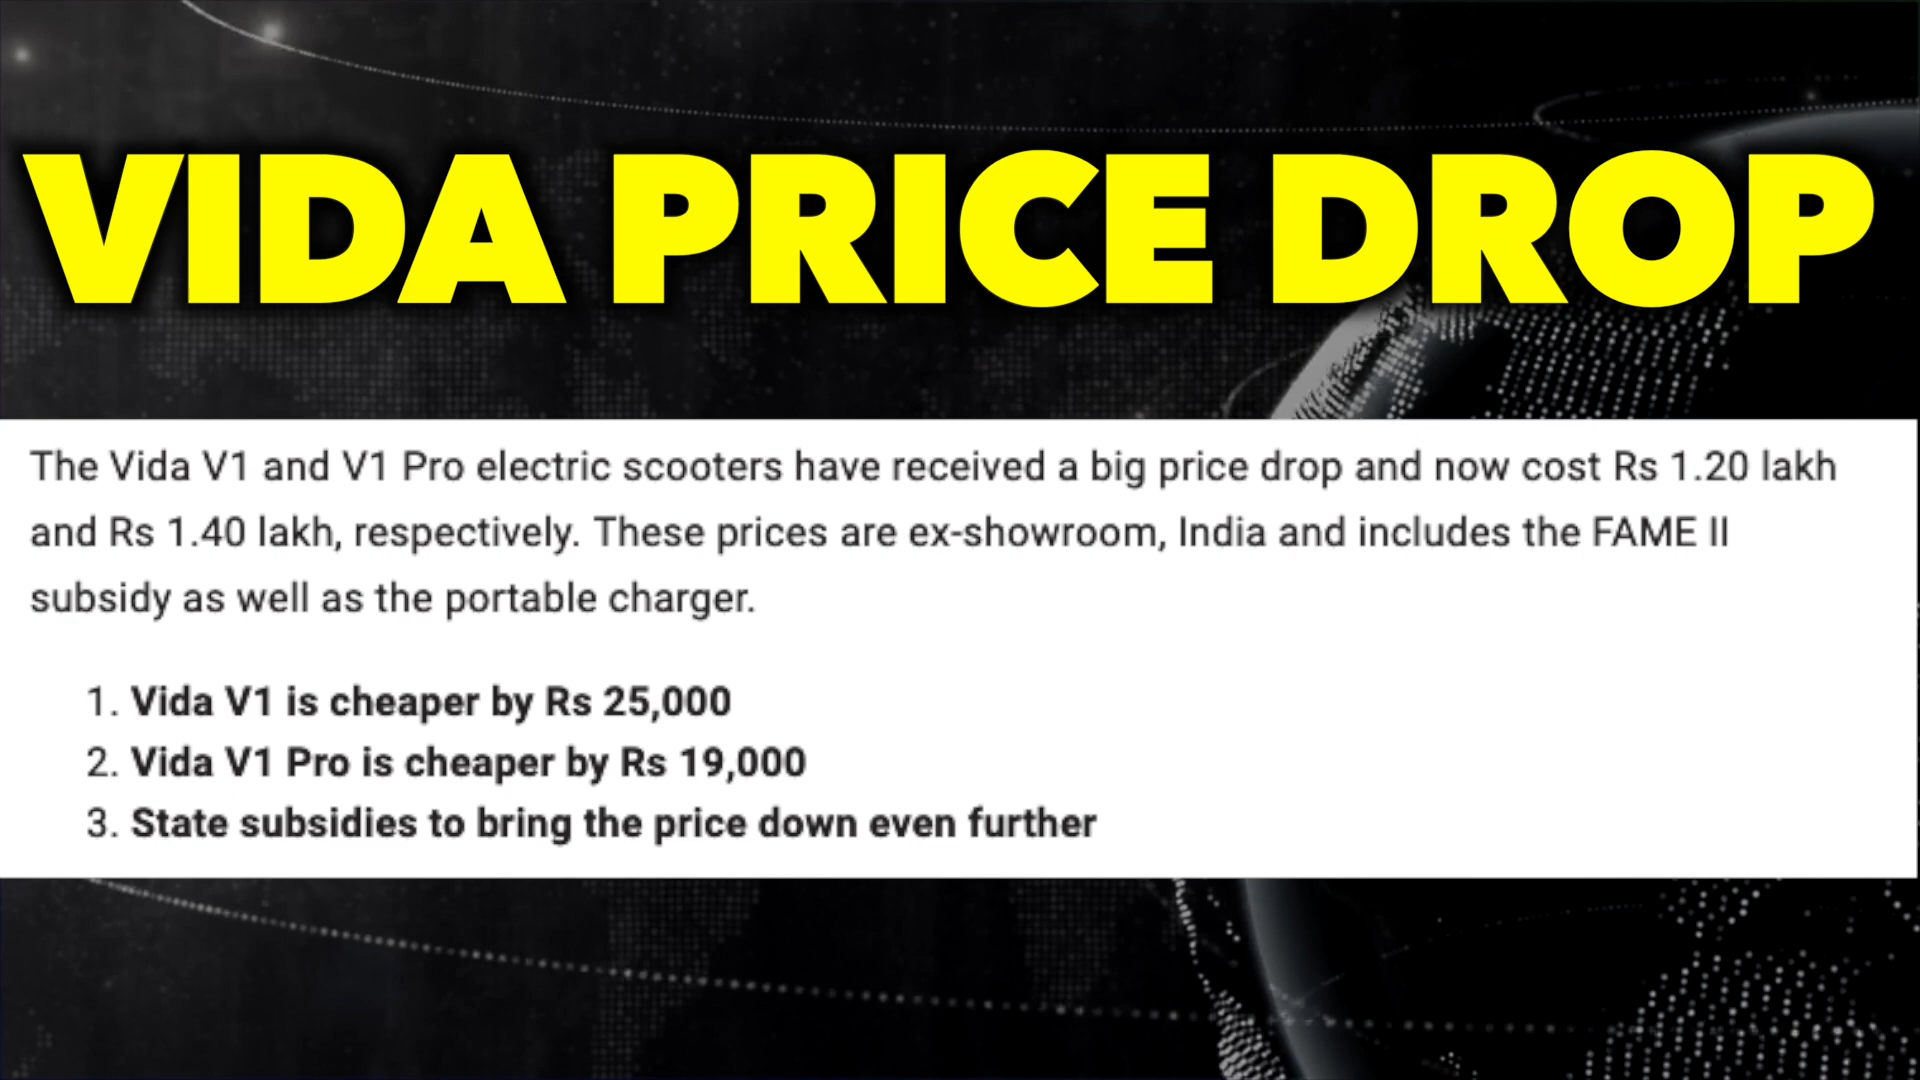 VIDA PRICE DROP
The Vida V1 and V1 Pro electric scooters have received a big price drop and now cost Rs 1.20 lakh
and Rs 1.40 lakh, respectively. These prices are ex-showroom, India and includes the FAME II
subsidy as well as the portable charger.
1. Vida V1 is cheaper by Rs 25,000
2. Vida V1 Pro is cheaper by Rs 19,000
3. State subsidies to bring the price down even further